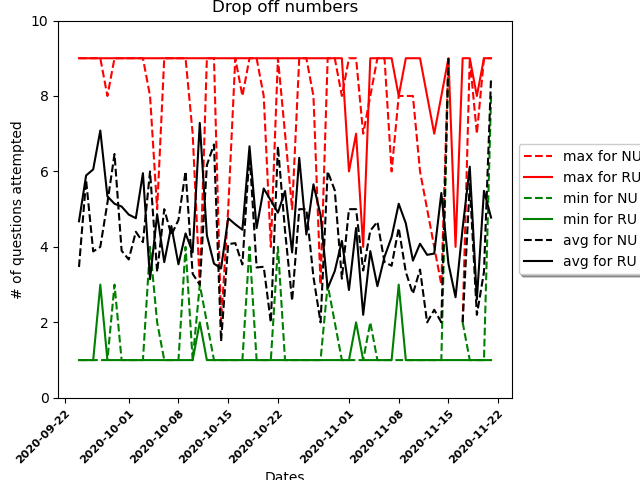 Drop off numbers
# of questions attempted
10
8
6
4
2
0
2020-09-22
2020-10-01
2020-10-08
2020-10-15
2020-10-22
2020-11-01
2020-11-08
2020-11-15
2020-11-22
Dates
max for NU
max for RU
min for NU
min for RU
avg for NU
avg for RU